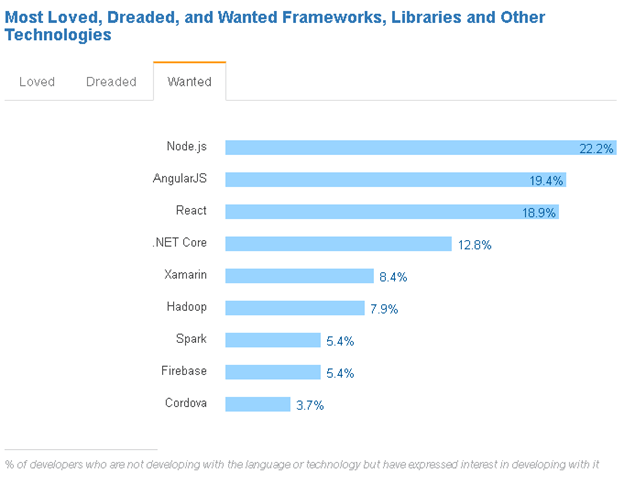 Most Loved, Dreaded, and Wanted Frameworks, Libraries and Other
Technologies
Loved Dreaded Wanted
Node.js 22.2%
AngularJS 19.4%
React 18.9%
.NET Core 12.8%
Xamarin 8.4%
Hadoop 7.9%
Spark 5.4%
Firebase 5.4%
Cordova 3.7%
% of developers who are not developing with the language or technology but have expressed interest in developing with it